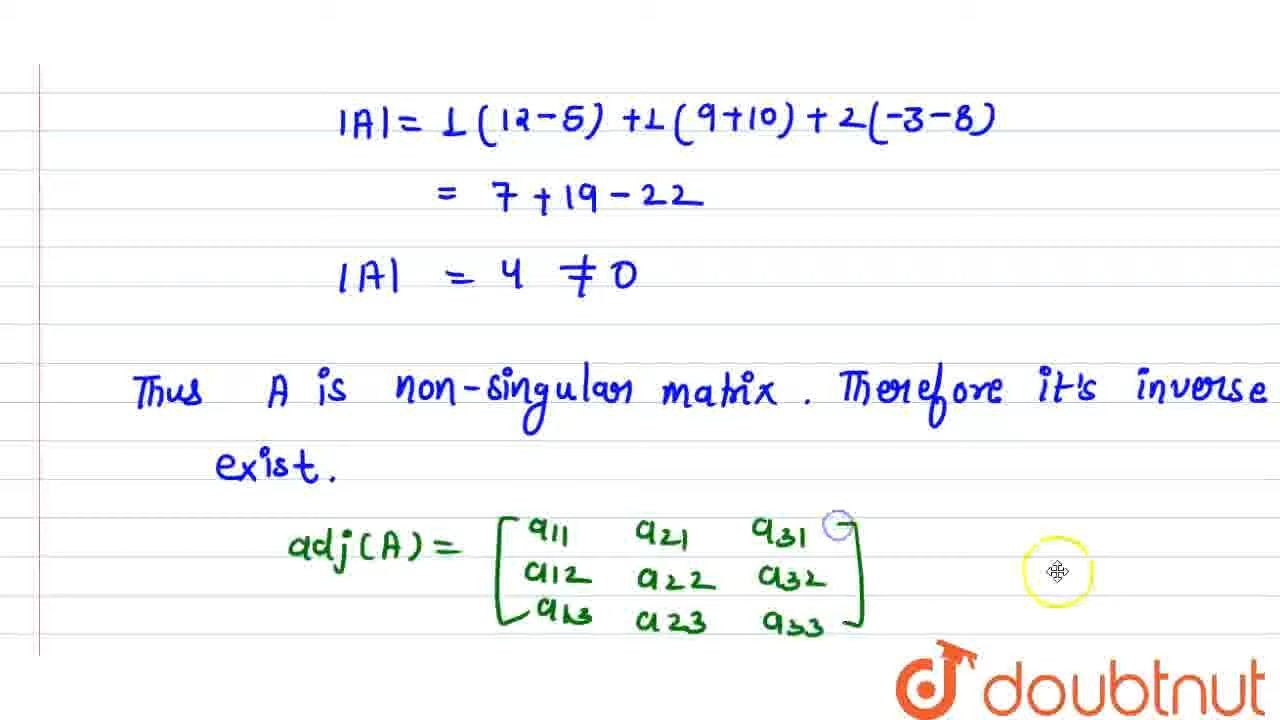 |A| = 1 (12-5) +1 (9+10) + 2(-3-8)
= 7 + 19 - 22
|A| = 4 ≠ 0
Thus A is non-singular matrix. Therefore it's inverse
exist.
adj(A) = [ a11 a21 a31
a12 a22 a32
a13 a23 a33 ]
doubtnut